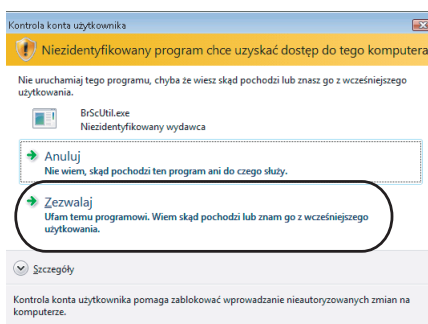 Kontrola konta użytkownika
Niezidentyfikowany program chce uzyskać dostęp do tego komputera
Nie uruchamiaj tego programu, chyba że wiesz skąd pochodzi lub znasz go z wcześniejszego
użytkowania.
BrScUtil.exe
Niezidentyfikowany wydawca
Anuluj
Nie wiem, skąd pochodzi ten program ani do czego służy.
Zezwalaj
Ufam temu programowi. Wiem skąd pochodzi lub znam go z wcześniejszego
użytkowania.
Szczegóły
Kontrola konta użytkownika pomaga zablokować wprowadzanie nieautoryzowanych zmian na
komputerze.